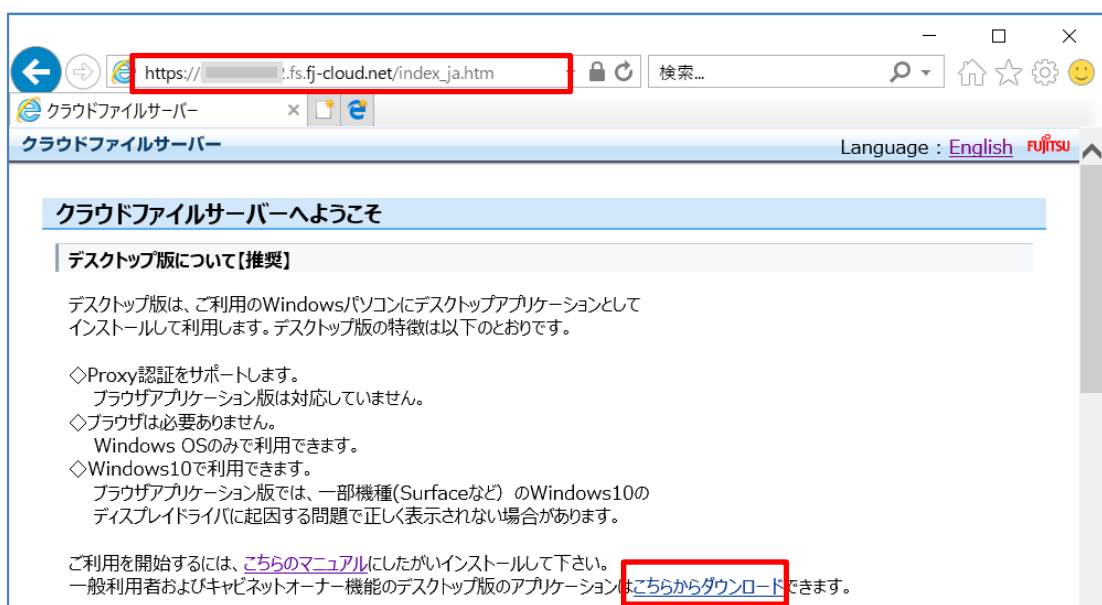 https:// 2.fs.fj-cloud.net/index_ja.htm
検索...
クラウドファイルサーバー
クラウドファイルサーバー
Language : English FUJITSU
クラウドファイルサーバーへようこそ
デスクトップ版について【推奨】
デスクトップ版は、ご利用のWindowsパソコンにデスクトップアプリケーションとして
インストールして利用します。デスクトップ版の特徴は以下のとおりです。
◇Proxy認証をサポートします。
ブラウザアプリケーション版は対応していません。
◇ブラウザは必要ありません。
Windows OSのみで利用できます。
◇Windows10で利用できます。
ブラウザアプリケーション版では、一部機種(Surfaceなど) のWindows10の
ディスプレイドライバに起因する問題で正しく表示されない場合があります。
ご利用を開始するには、こちらのマニュアルにしたがいインストールして下さい。
一般利用者およびキャビネットオーナー機能のデスクトップ版のアプリケーションはこちらからダウンロードできます。